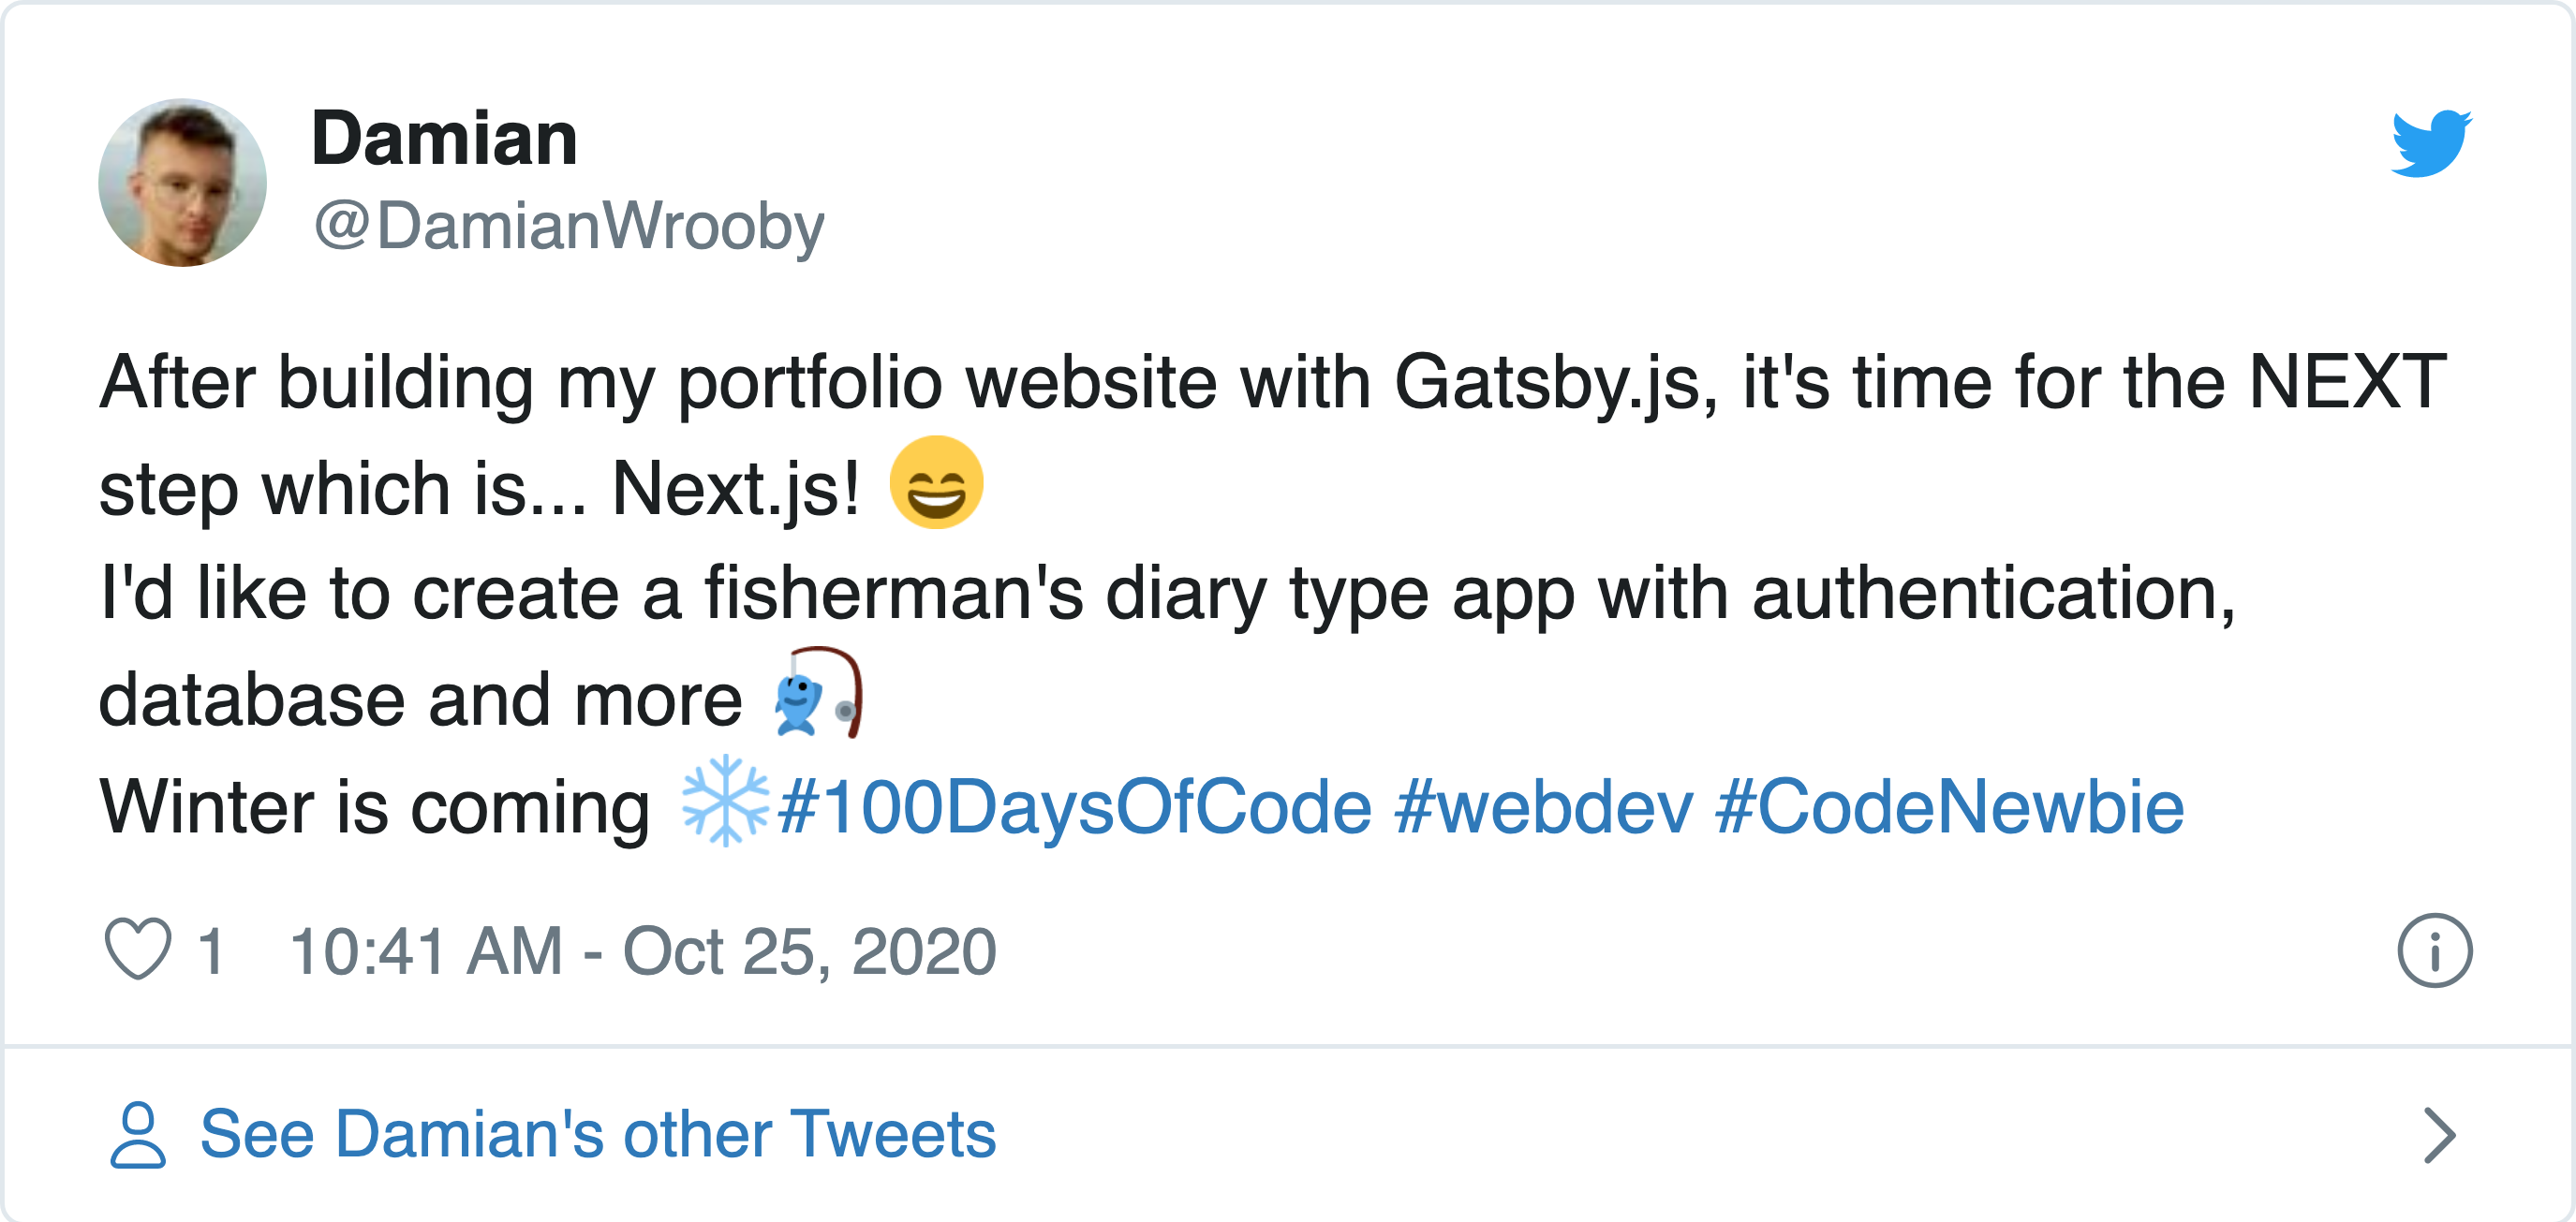 Damian
@DamianWrooby
After building my portfolio website with Gatsby.js, it's time for the NEXT
step which is... Next.js! 😄
I'd like to create a fisherman's diary type app with authentication,
database and more 🎣
Winter is coming ❄️#100DaysOfCode #webdev #CodeNewbie
1 10:41 AM - Oct 25, 2020
See Damian's other Tweets